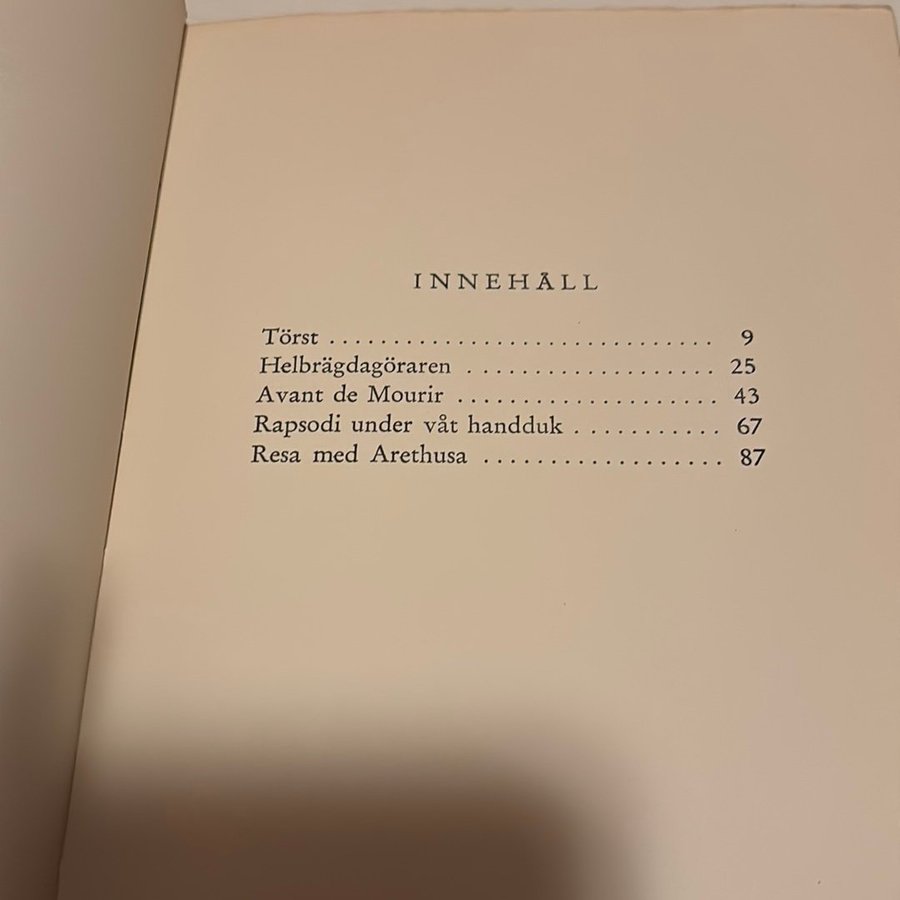 INNEHÅLL
Törst ............................... 9
Helbrägdagöraren .................... 25
Avant de Mourir ..................... 43
Rapsodi under våt handduk ............ 67
Resa med Arethusa ................... 87